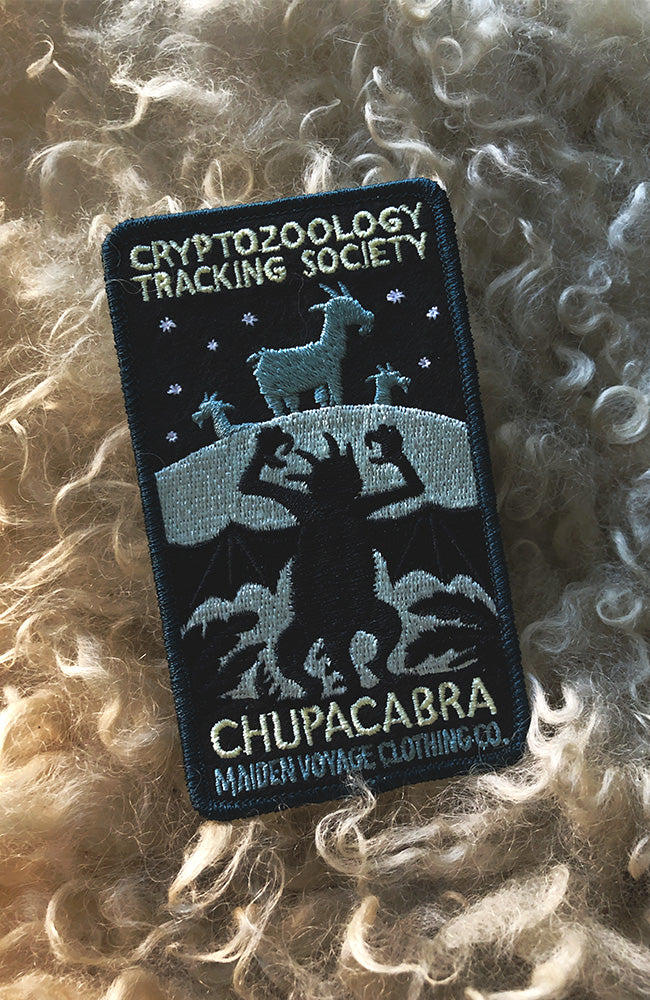 CRYPTOZOOLOGY
TRACKING SOCIETY
CHUPACABRA
MAIDEN VOYAGE CLOTHING CO.